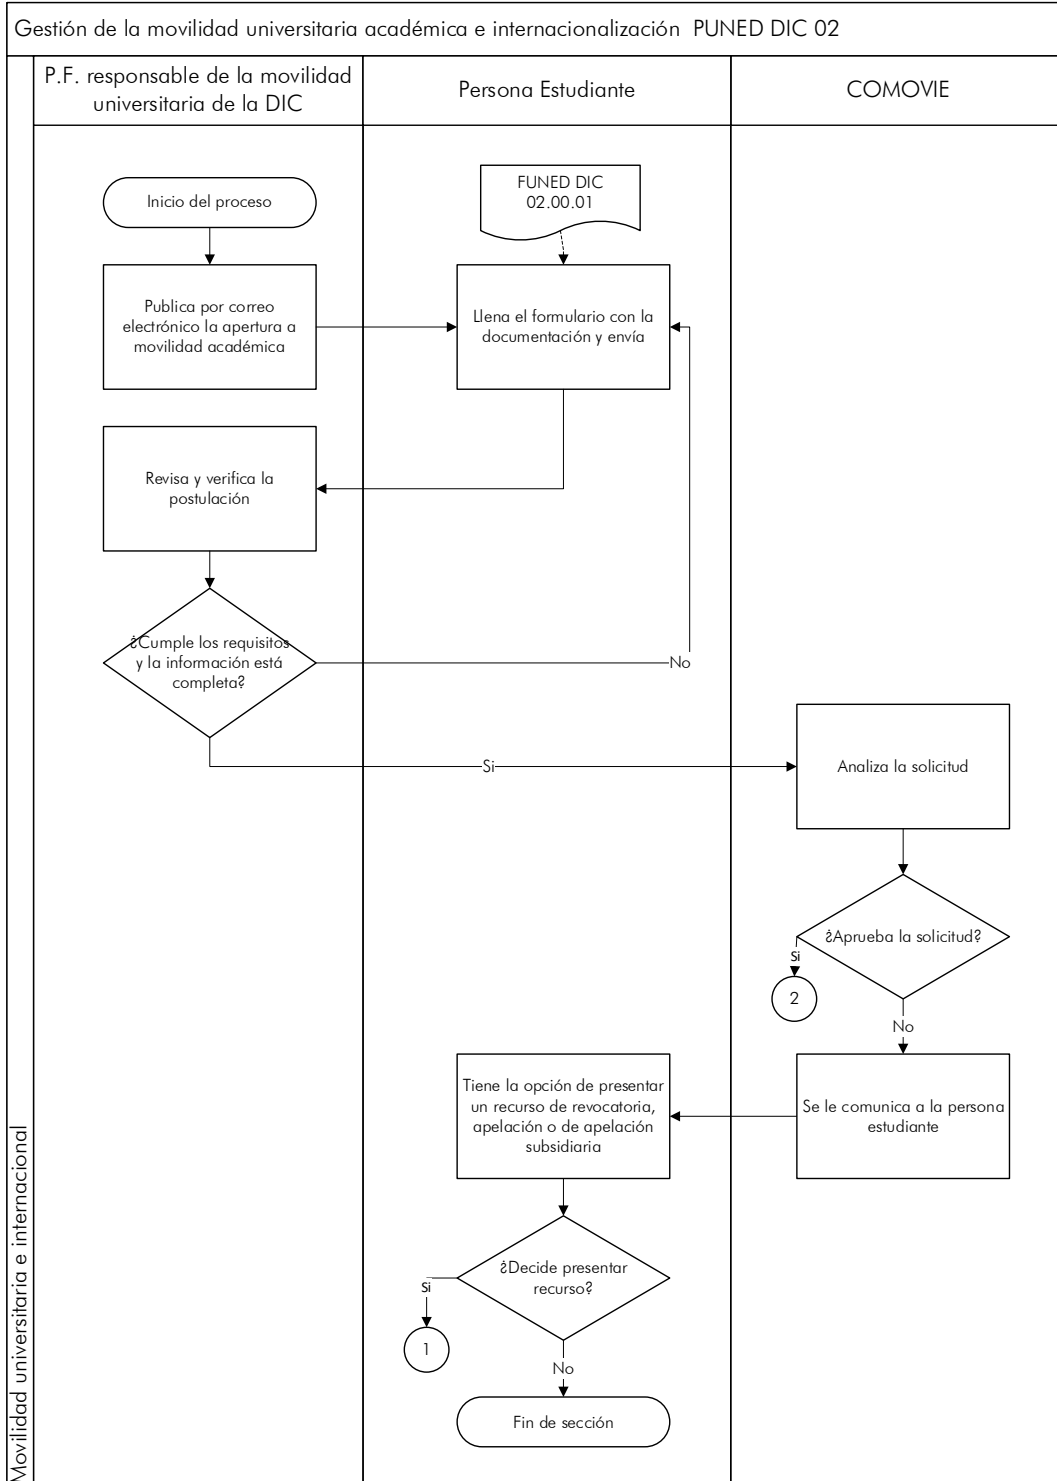 Gestión de la movilidad universitaria académica e internacionalización  PUNED DIC 02
P.F. responsable de la movilidad
universitaria de la DIC
Persona Estudiante
COMOVIE
Inicio del proceso
FUNED DIC
02.00.01
Publica por correo
electrónico la apertura a
movilidad académica
Llena el formulario con la
documentación y envía
Revisa y verifica la
postulación
¿Cumple los requisitos
y la información está
completa?
No
Si
Analiza la solicitud
¿Aprueba la solicitud?
Si
2
No
Se le comunica a la persona
estudiante
Tiene la opción de presentar
un recurso de revocatoria,
apelación o de apelación
subsidiaria
¿Decide presentar
recurso?
Si
1
No
Fin de sección
Movilidad universitaria e internacional